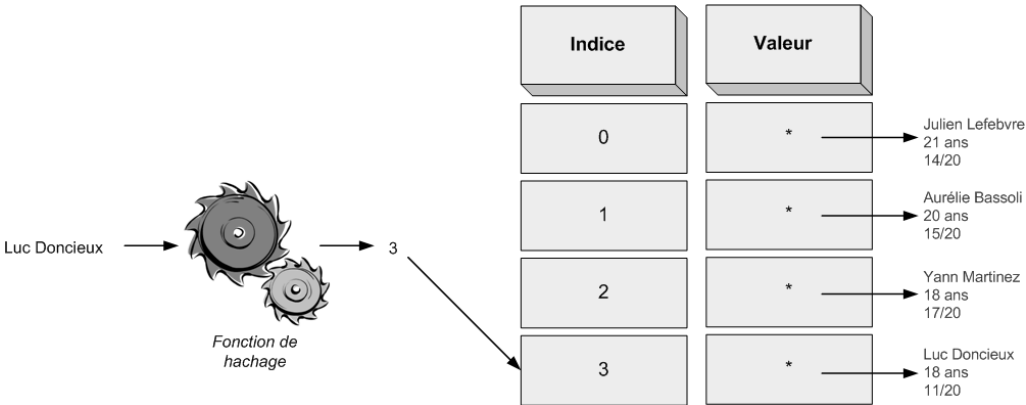 Indice
Valeur
0
*
Julien Lefebvre
21 ans
14/20
1
*
Aurélie Bassoli
20 ans
15/20
Luc Doncieux
3
2
*
Yann Martinez
18 ans
17/20
Fonction de
hachage
3
*
Luc Doncieux
18 ans
11/20